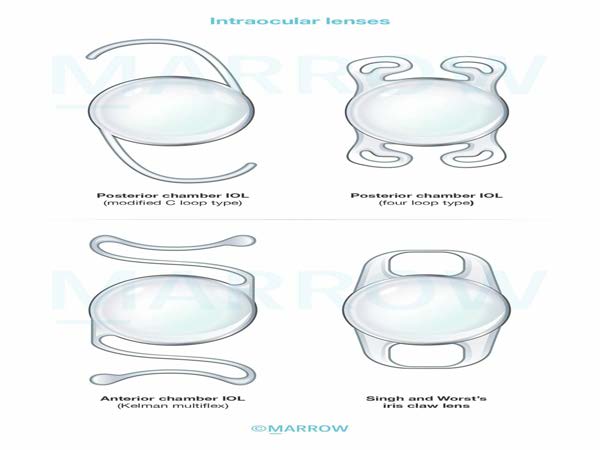 Intraocular lenses
MARROW
Posterior chamber IOL
(modified C loop type)
Posterior chamber IOL
(four loop type)
MARROW
Anterior chamber IOL
(Kelman multiflex)
Singh and Worst's
iris claw lens
©MARROW